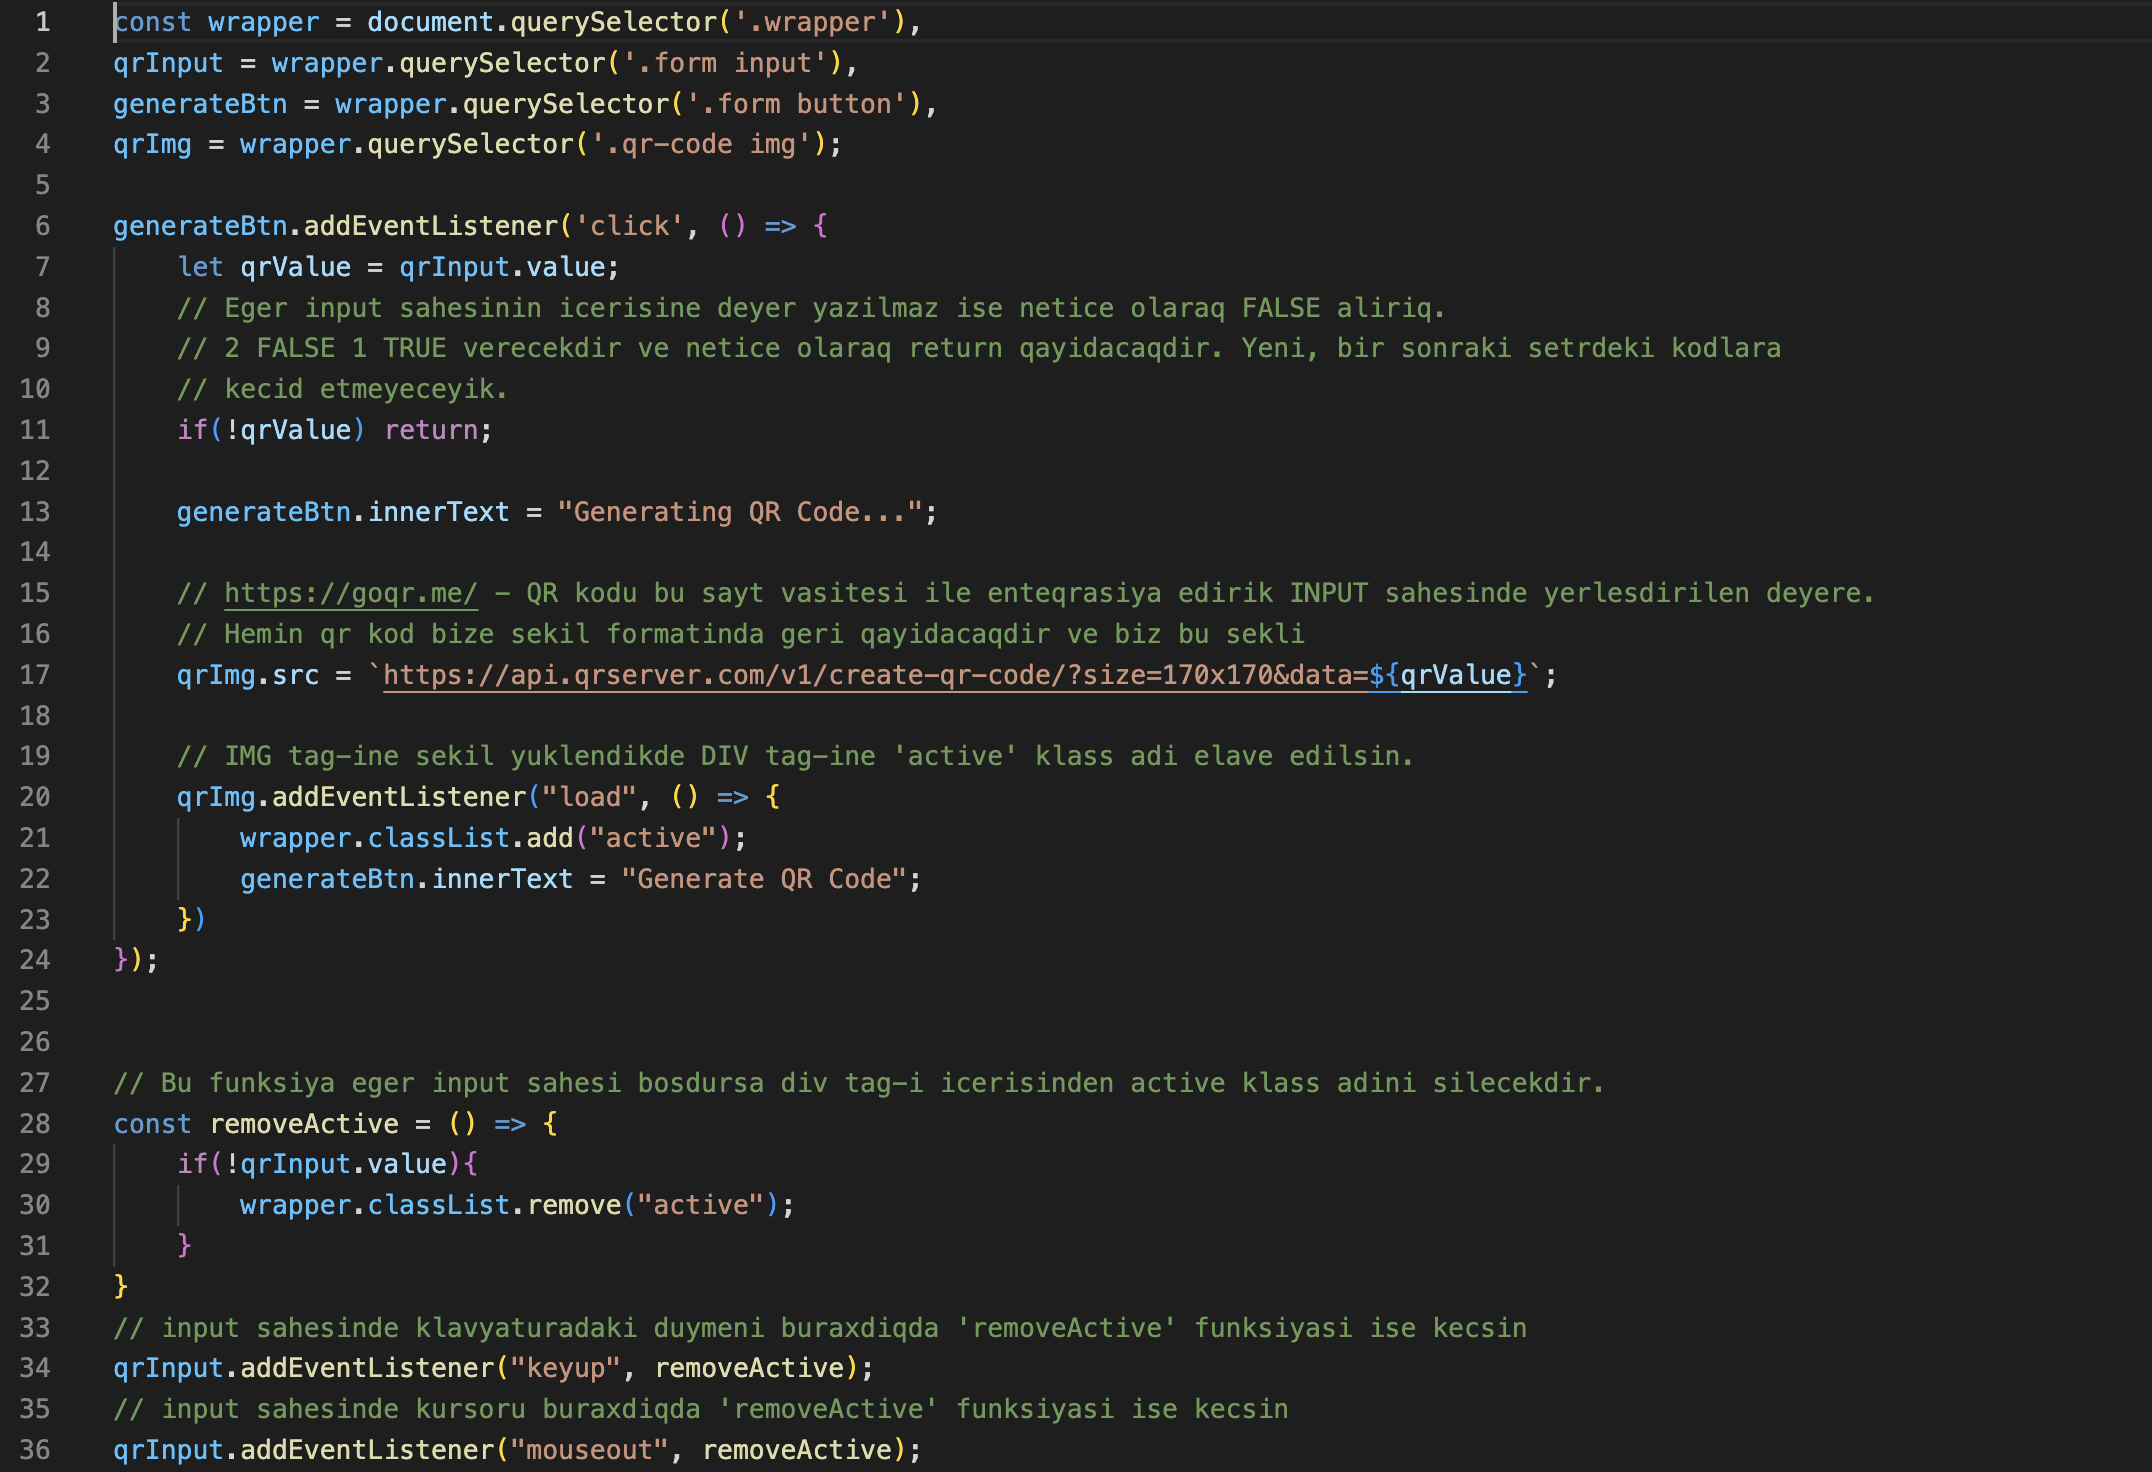 1 const wrapper = document.querySelector('.wrapper'),
2 qrInput = wrapper.querySelector('.form input'),
3 generateBtn = wrapper.querySelector('.form button'),
4 qrImg = wrapper.querySelector('.qr-code img');
5
6 generateBtn.addEventListener('click', () => {
7     let qrValue = qrInput.value;
8     // Eger input sahesinin icerisine deyer yazilmaz ise netice olaraq FALSE aliriq.
9     // 2 FALSE 1 TRUE verecekdir ve netice olaraq return qayidacaqdir. Yeni, bir sonraki setrdeki kodlara
10     // kecid etmeyeceyik.
11     if(!qrValue) return;
12
13     generateBtn.innerText = "Generating QR Code...";
14
15     // https://goqr.me/ - QR kodu bu sayt vasitesi ile enteqrasiya edirik INPUT sahesinde yerlesdirilen deyere.
16     // Hemin qr kod bize sekil formatinda geri qayidacaqdir ve biz bu sekli
17     qrImg.src = `https://api.qrserver.com/v1/create-qr-code/?size=170x170&data=${qrValue}`;
18
19     // IMG tag-ine sekil yuklendikde DIV tag-ine 'active' klass adi elave edilsin.
20     qrImg.addEventListener("load", () => {
21         wrapper.classList.add("active");
22         generateBtn.innerText = "Generate QR Code";
23     })
24 });
25
26
27 // Bu funksiya eger input sahesi bosdursa div tag-i icerisinden active klass adini silecekdir.
28 const removeActive = () => {
29     if(!qrInput.value){
30         wrapper.classList.remove("active");
31     }
32 }
33 // input sahesinde klavyaturadaki duymeni buraxdiqda 'removeActive' funksiyasi ise kecsin
34 qrInput.addEventListener("keyup", removeActive);
35 // input sahesinde kursoru buraxdiqda 'removeActive' funksiyasi ise kecsin
36 qrInput.addEventListener("mouseout", removeActive);